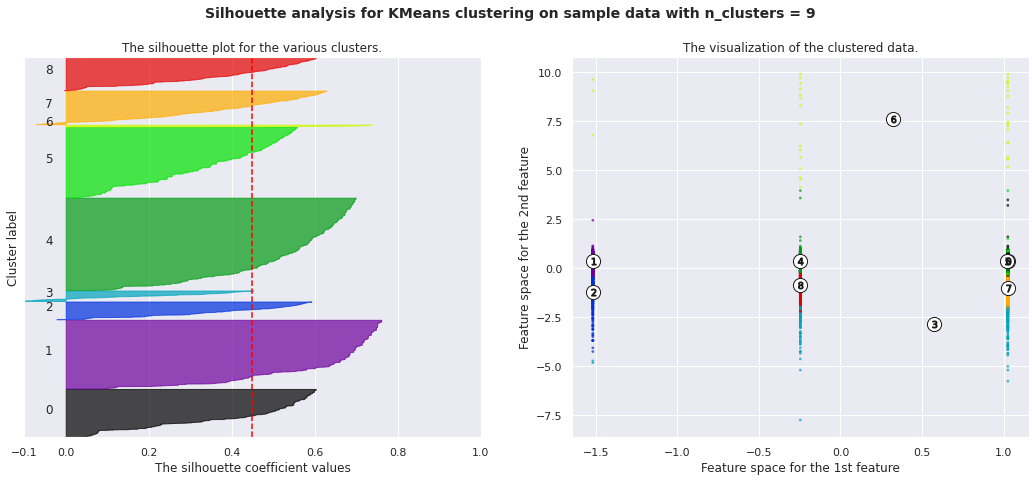 Silhouette analysis for KMeans clustering on sample data with n_clusters = 9
The silhouette plot for the various clusters.
8
7
6
5
4
3
2
1
0
Cluster label
−0.1 0.0 0.2 0.4 0.6 0.8 1.0
The silhouette coefficient values
The visualization of the clustered data.
10.0
7.5
5.0
2.5
0.0
−2.5
−5.0
−7.5
Feature space for the 2nd feature
6
1 4 0
2 8 7
3
−1.5 −1.0 −0.5 0.0 0.5 1.0
Feature space for the 1st feature